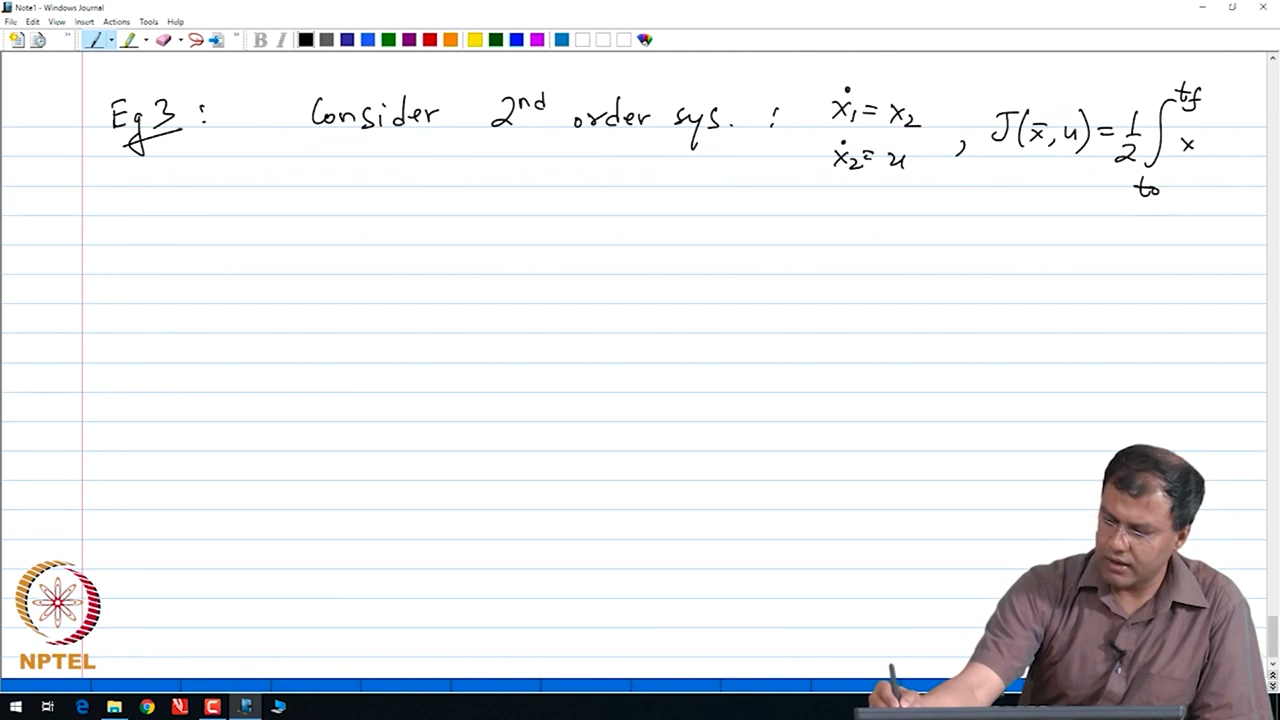 Note1 - Windows Journal
File Edit View Insert Actions Tools Help
B I
Eg 3 : Consider 2nd order sys. : ẋ1 = x2 , J(x̄, u) = 1/2 ∫ t0 tf x
ẋ2 = u
NPTEL